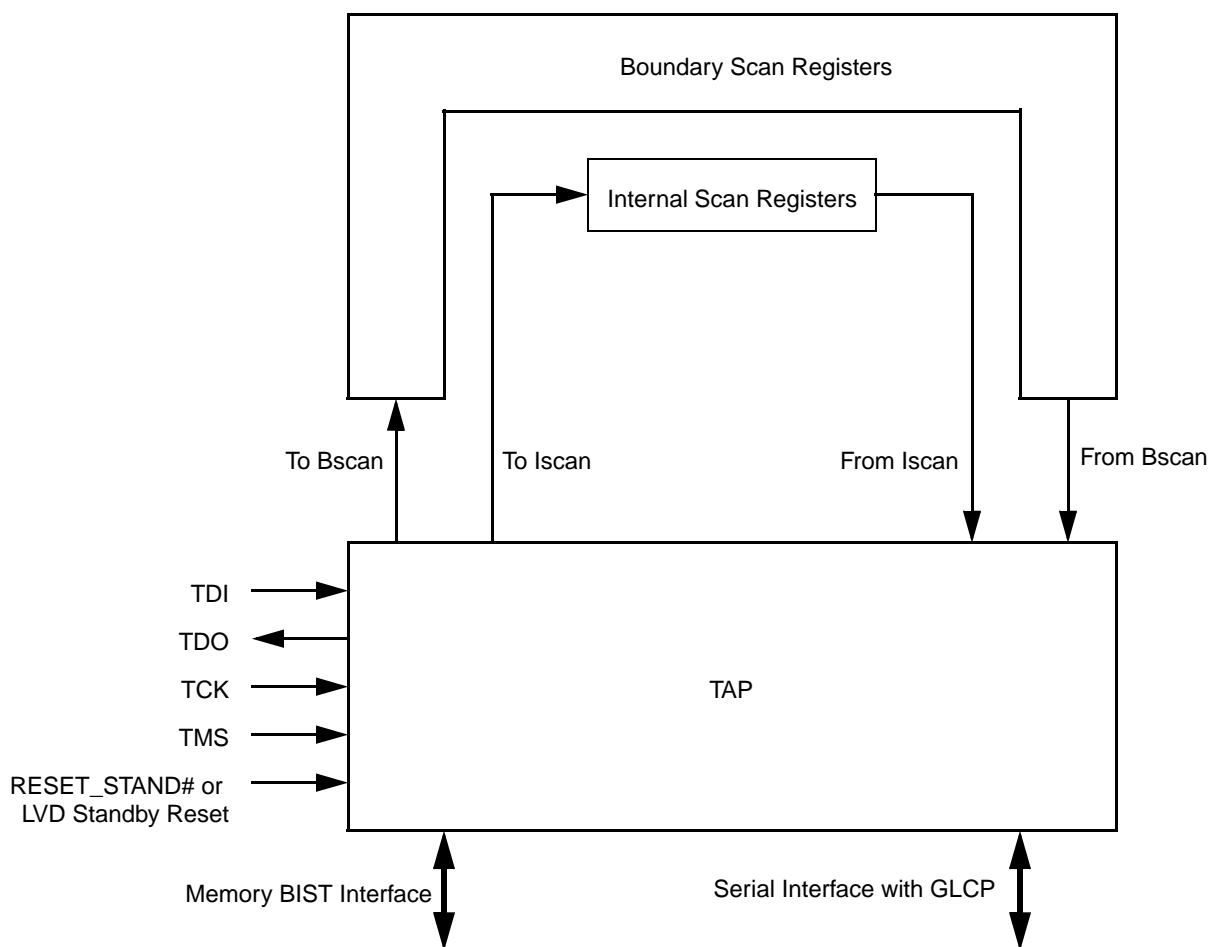 Boundary Scan Registers
Internal Scan Registers
To Bscan
To Iscan
From Iscan
From Bscan
TDI
TDO
TCK
TAP
TMS
RESET_STAND# or
LVD Standby Reset
Memory BIST Interface
Serial Interface with GLCP